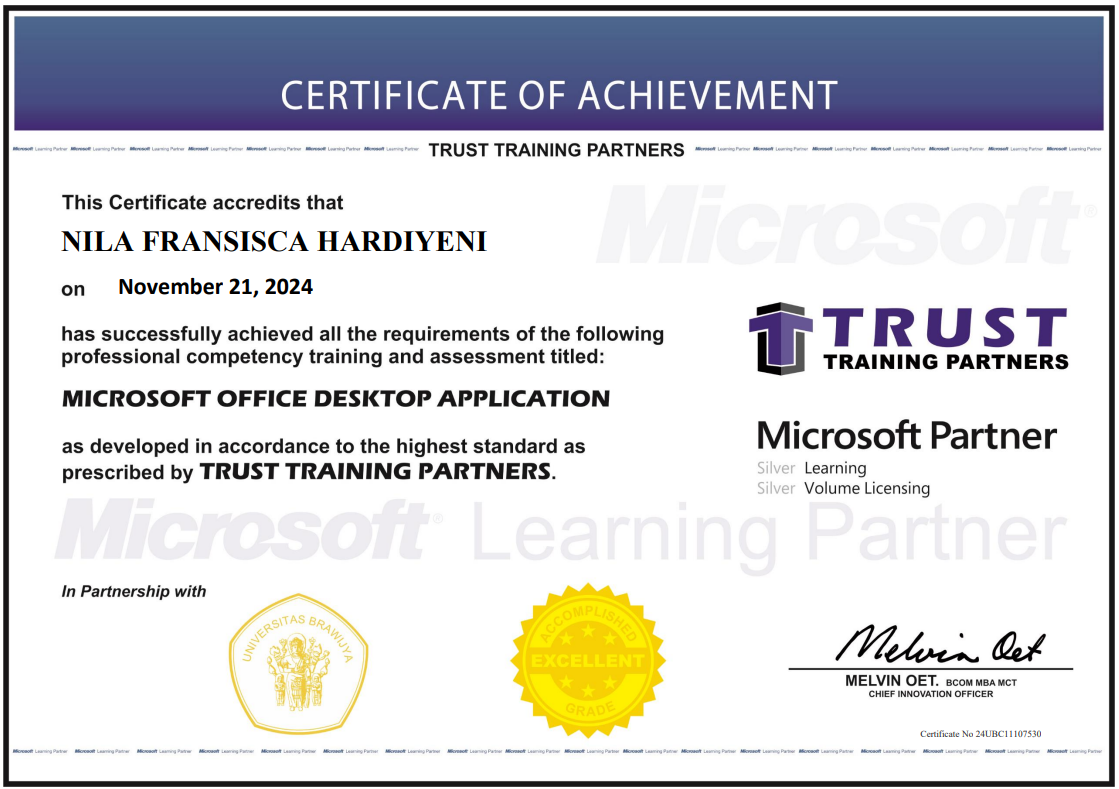 CERTIFICATE OF ACHIEVEMENT
Microsoft Learning Partner Microsoft Learning Partner Microsoft Learning Partner Microsoft Learning Partner Microsoft Learning Partner Microsoft Learning Partner Microsoft Learning Partner TRUST TRAINING PARTNERS Microsoft Learning Partner Microsoft Learning Partner Microsoft Learning Partner Microsoft Learning Partner Microsoft Learning Partner Microsoft Learning Partner Microsoft Learning Partner
This Certificate accredits that
Microsoft®
NILA FRANSISCA HARDIYENI
on November 21, 2024
has successfully achieved all the requirements of the following
professional competency training and assessment titled:
TRUST
TRAINING PARTNERS
MICROSOFT OFFICE DESKTOP APPLICATION
as developed in accordance to the highest standard as
prescribed by TRUST TRAINING PARTNERS.
Microsoft Partner
Silver Learning
Silver Volume Licensing
Microsoft® Learning Partner
In Partnership with
UNIVERSITAS BRAWIJYA
ACCOMPLISHED
EXCELLENT
GRADE
Melvin Oet
MELVIN OET. BCOM MBA MCT
CHIEF INNOVATION OFFICER
Certificate No 24UBC11107530
Microsoft Learning Partner Microsoft Learning Partner Microsoft Learning Partner Microsoft Learning Partner Microsoft Learning Partner Microsoft Learning Partner Microsoft Learning Partner Microsoft Learning Partner Microsoft Learning Partner Microsoft Learning Partner Microsoft Learning Partner Microsoft Learning Partner Microsoft Learning Partner Microsoft Learning Partner Microsoft Learning Partner Microsoft Learning Partner Microsoft Learning Partner Microsoft Learning Partner